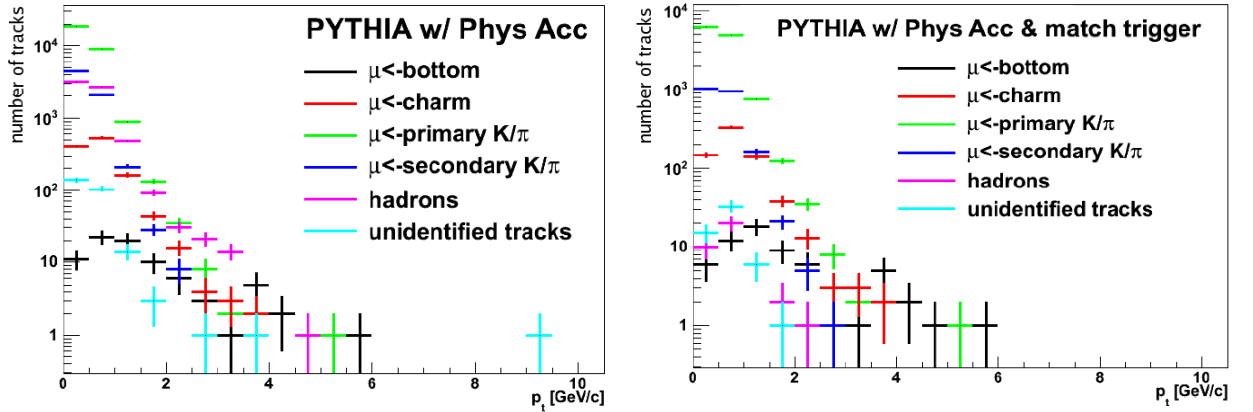 PYTHIA w/ Phys Acc
number of tracks
10⁴
10³
10²
10
1
μ<-bottom
μ<-charm
μ<-primary K/π
μ<-secondary K/π
hadrons
unidentified tracks
0 2 4 6 8 10
pₜ [GeV/c]
PYTHIA w/ Phys Acc & match trigger
number of tracks
10⁴
10³
10²
10
1
μ<-bottom
μ<-charm
μ<-primary K/π
μ<-secondary K/π
hadrons
unidentified tracks
0 2 4 6 8 10
pₜ [GeV/c]